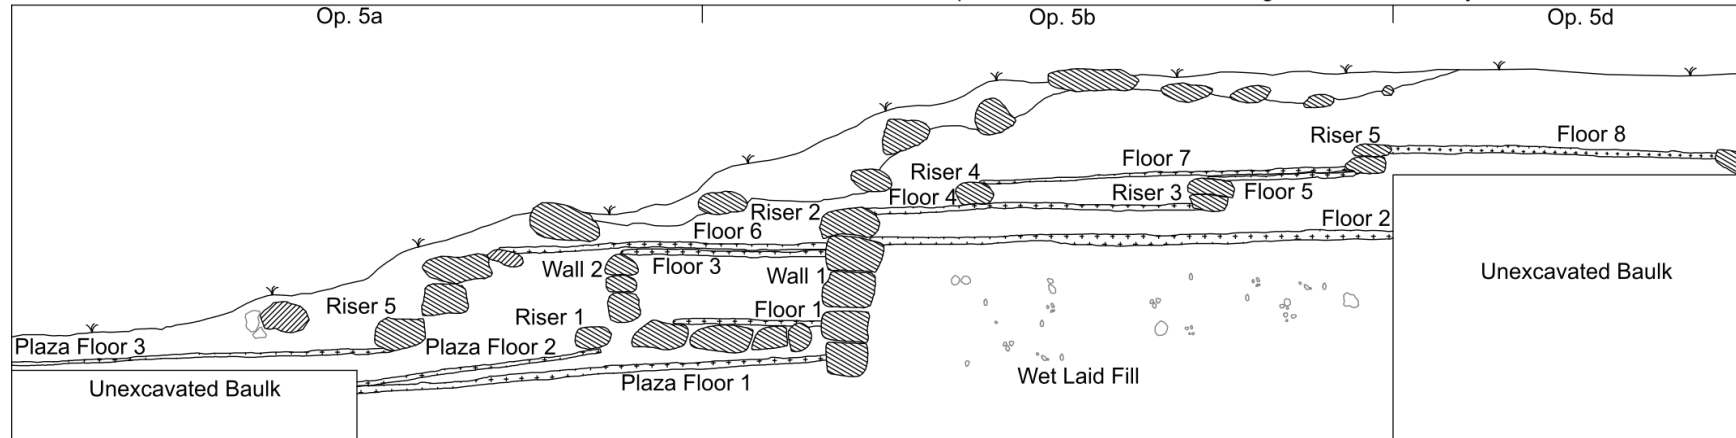 Op. 5a
Op. 5b
Op. 5d
Riser 5
Floor 8
Floor 7
Riser 4
Floor 4
Riser 3
Floor 5
Riser 2
Floor 2
Floor 6
Wall 2
Floor 3
Wall 1
Unexcavated Baulk
Riser 5
Riser 1
Floor 1
Plaza Floor 3
Plaza Floor 2
Wet Laid Fill
Plaza Floor 1
Unexcavated Baulk